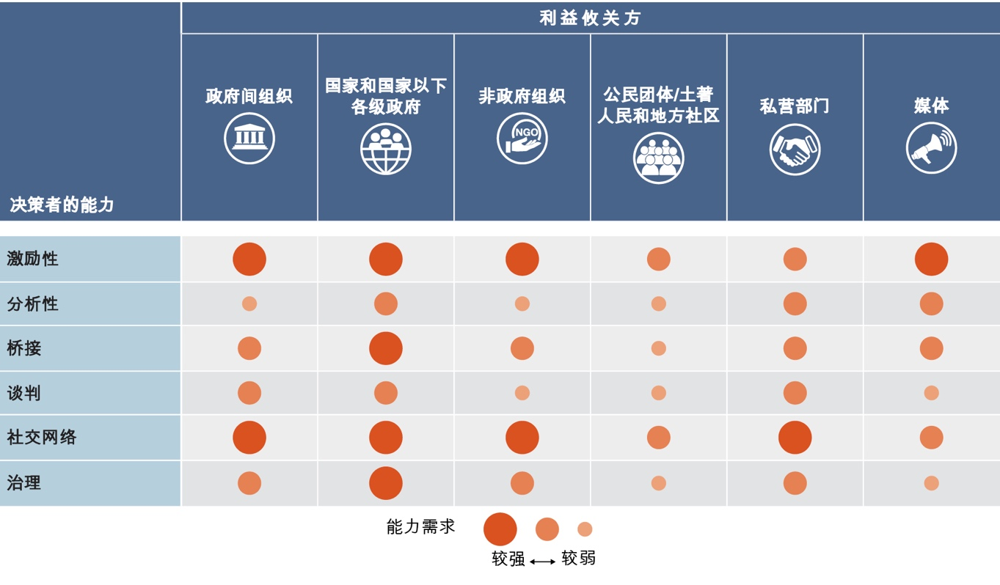 利益攸关方
政府间组织
国家和国家以下
各级政府
非政府组织
NGO
公民团体/土著
人民和地方社区
私营部门
媒体
决策者的能力
激励性
分析性
桥接
谈判
社交网络
治理
能力需求
较强
较弱